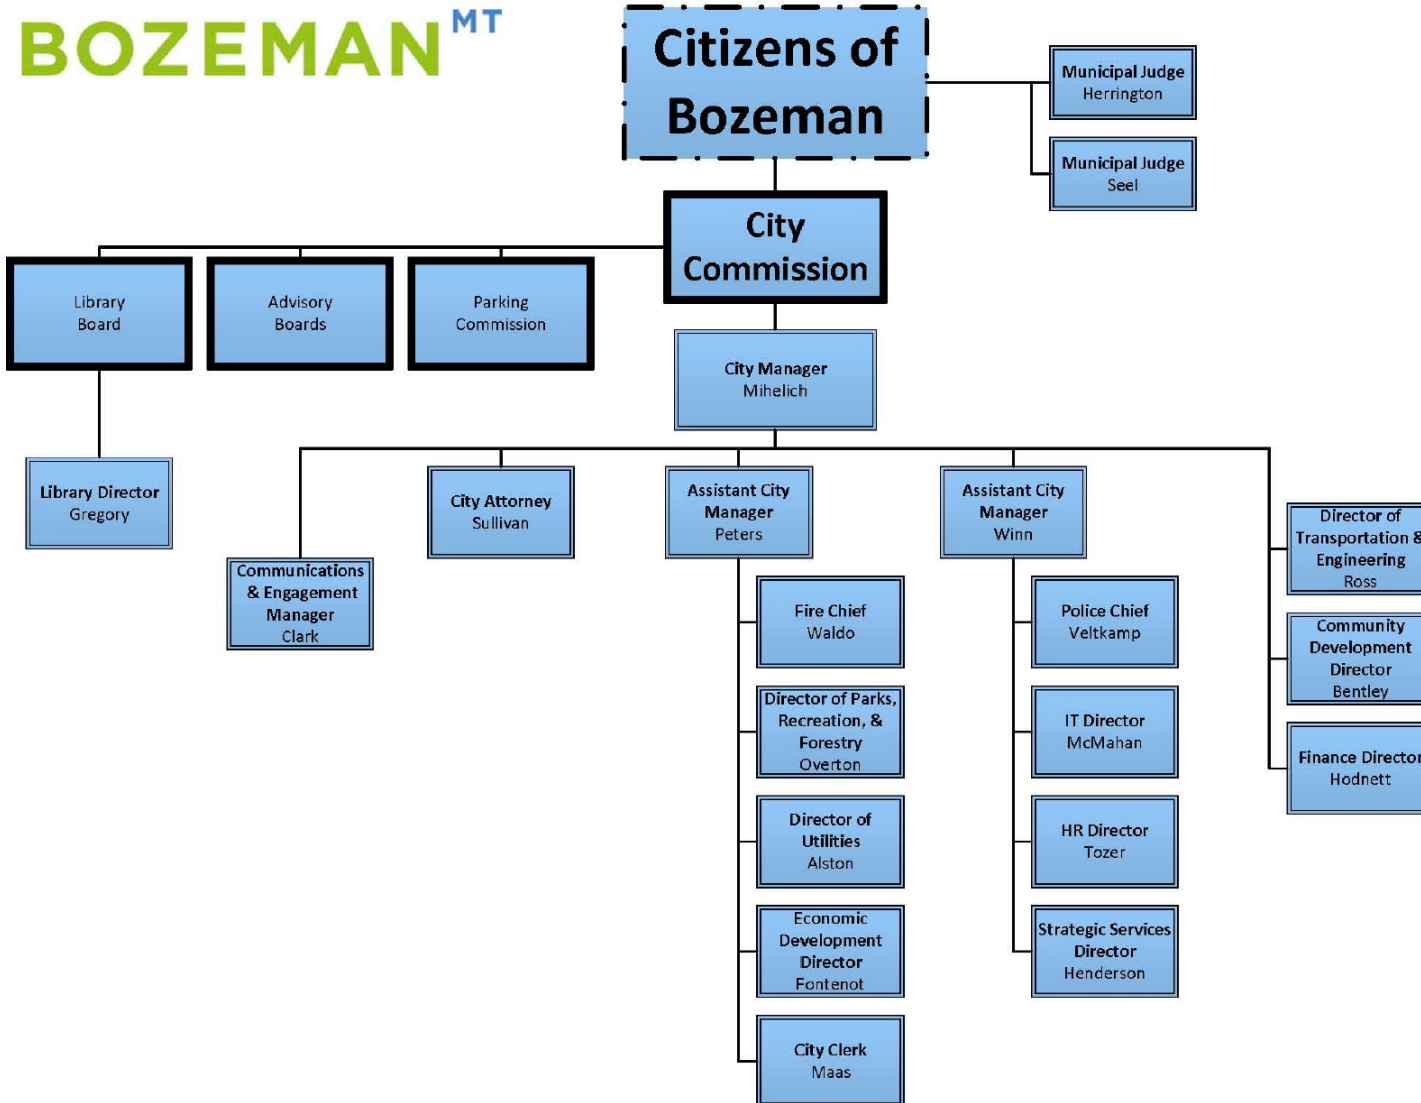 BOZEMAN MT
Citizens of
Bozeman
Municipal Judge
Herrington
Municipal Judge
Seel
City
Commission
Library
Board
Advisory
Boards
Parking
Commission
City Manager
Mihelich
Library Director
Gregory
Communications
& Engagement
Manager
Clark
City Attorney
Sullivan
Assistant City
Manager
Peters
Assistant City
Manager
Winn
Director of
Transportation &
Engineering
Ross
Fire Chief
Waldo
Police Chief
Veltkamp
Community
Development
Director
Bentley
Director of Parks,
Recreation, &
Forestry
Overton
IT Director
McMahan
Finance Director
Hodnett
Director of
Utilities
Alston
HR Director
Tozer
Economic
Development
Director
Fontenot
Strategic Services
Director
Henderson
City Clerk
Maas